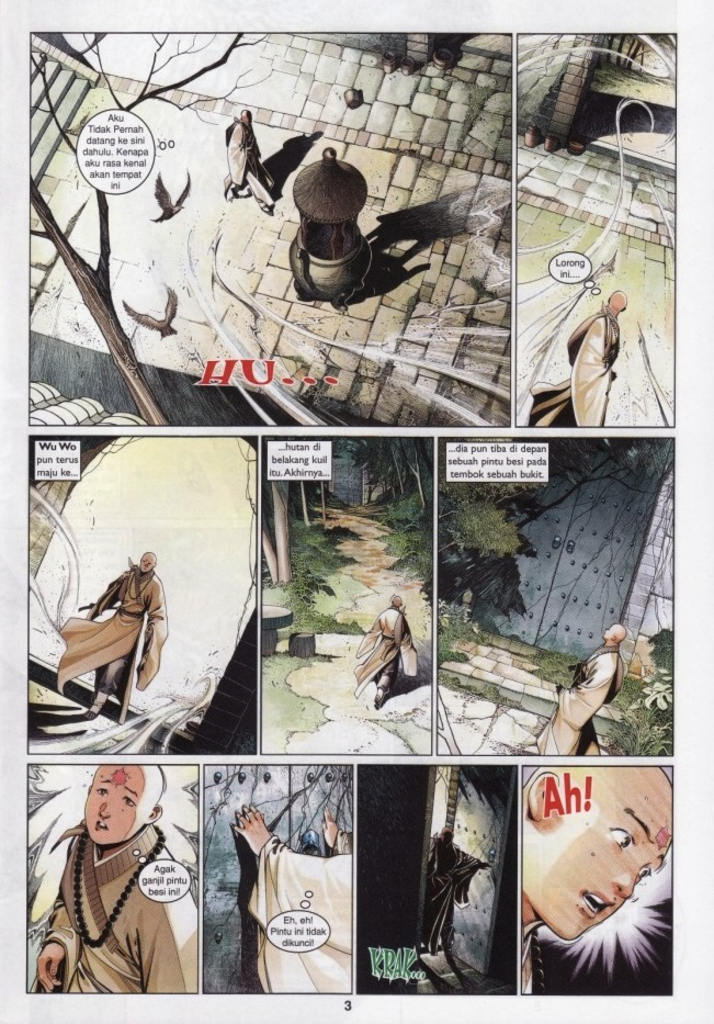 Aku
Tidak Pernah
datang ke sini
dahulu. Kenapa
aku rasa kenal
akan tempat
ini
HU...
Lorong
ini....
Wu Wo
pun terus
maju ke...
...hutan di
belakang kuil
itu. Akhirnya...
...dia pun tiba di depan
sebuah pintu besi pada
tembok sebuah bukit.
Agak
ganjil pintu
besi ini!
Eh, eh!
Pintu ini tidak
dikunci!
KRAK...
Ah!
3